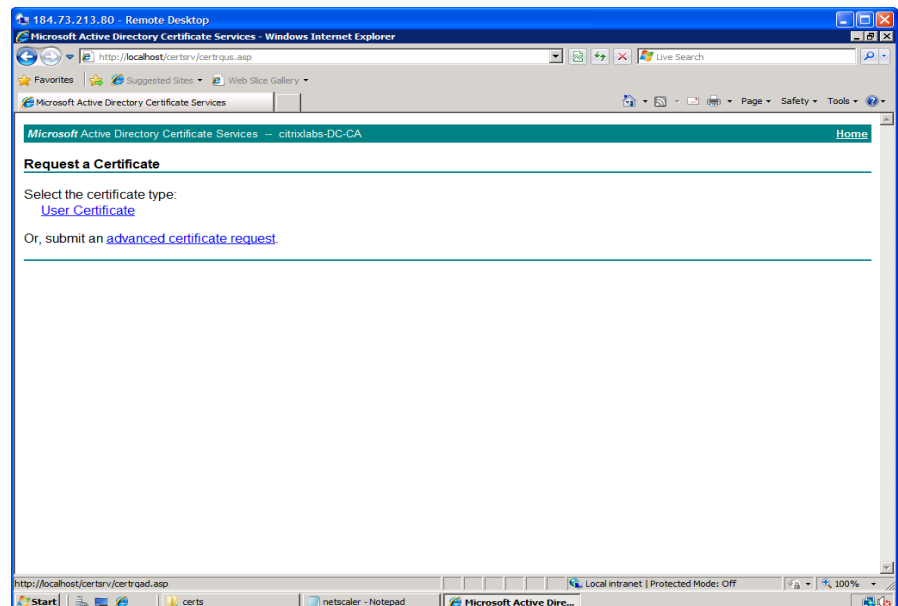 184.73.213.80 - Remote Desktop
Microsoft Active Directory Certificate Services - Windows Internet Explorer
http://localhost/certsrv/certrqus.asp
Live Search
Favorites
Suggested Sites
Web Slice Gallery
Microsoft Active Directory Certificate Services
Page
Safety
Tools
Microsoft Active Directory Certificate Services -- citrixlabs-DC-CA
Home
Request a Certificate
Select the certificate type:
User Certificate
Or, submit an advanced certificate request.
http://localhost/certsrv/certrqad.asp
Local intranet | Protected Mode: Off
100%
Start
certs
netscaler - Notepad
Microsoft Active Dire...